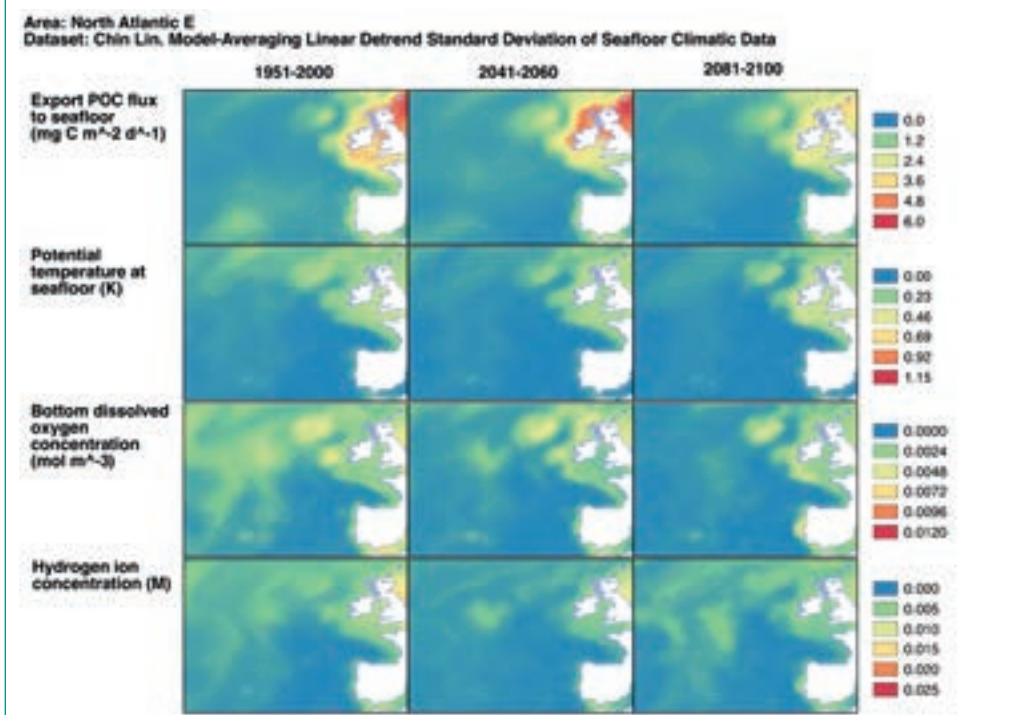 Area: North Atlantic E
Dataset: Chin Lin. Model-Averaging Linear Detrend Standard Deviation of Seafloor Climatic Data
1951-2000
2041-2060
2081-2100
Export POC flux
to seafloor
(mg C m^-2 d^-1)
0.0
1.2
2.4
3.6
4.8
6.0
Potential
temperature at
seafloor (K)
0.00
0.23
0.46
0.69
0.92
1.15
Bottom dissolved
oxygen
concentration
(mol m^-3)
0.0000
0.0024
0.0048
0.0072
0.0096
0.0120
Hydrogen ion
concentration (M)
0.000
0.005
0.010
0.015
0.020
0.025